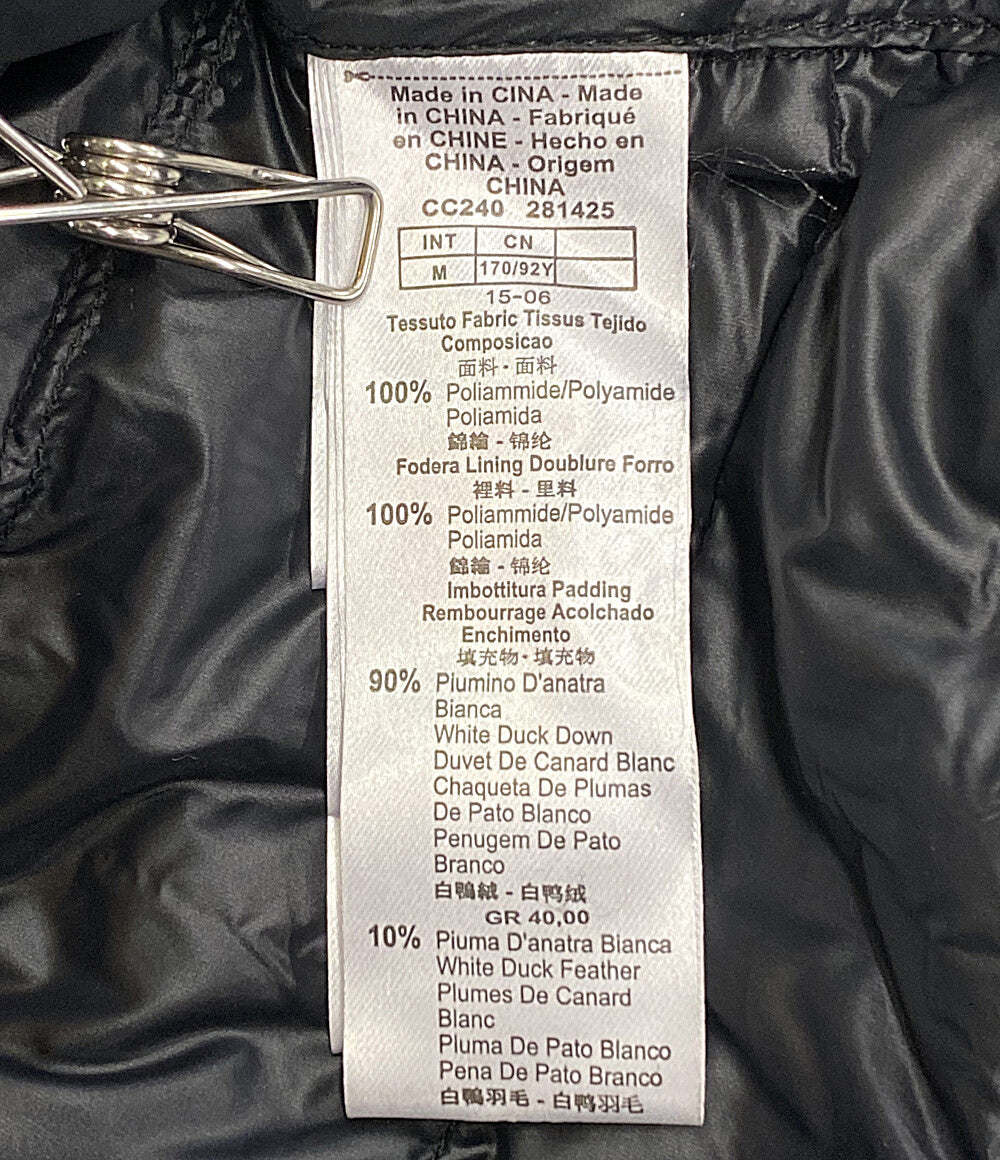 Made in CINA - Made
in CHINA - Fabriqué
en CHINE - Hecho en
CHINA - Origem
CHINA
CC240 281425
INT CN
M 170/92Y
15-06
Tessuto Fabric Tissus Tejido
Composicao
面料 - 面料
100% Poliammide/Polyamide
Poliamida
錦綸 - 锦纶
Fodera Lining Doublure Forro
裡料 - 里料
100% Poliammide/Polyamide
Poliamida
錦綸 - 锦纶
Imbottitura Padding
Rembourrage Acolchado
Enchimento
填充物 - 填充物
90% Piumino D'anatra
Bianca
White Duck Down
Duvet De Canard Blanc
Chaqueta De Plumas
De Pato Blanco
Penugem De Pato
Branco
白鴨絨 - 白鸭绒
GR 40,00
10% Piuma D'anatra Bianca
White Duck Feather
Plumes De Canard
Blanc
Pluma De Pato Blanco
Pena De Pato Branco
白鴨羽毛 - 白鸭羽毛